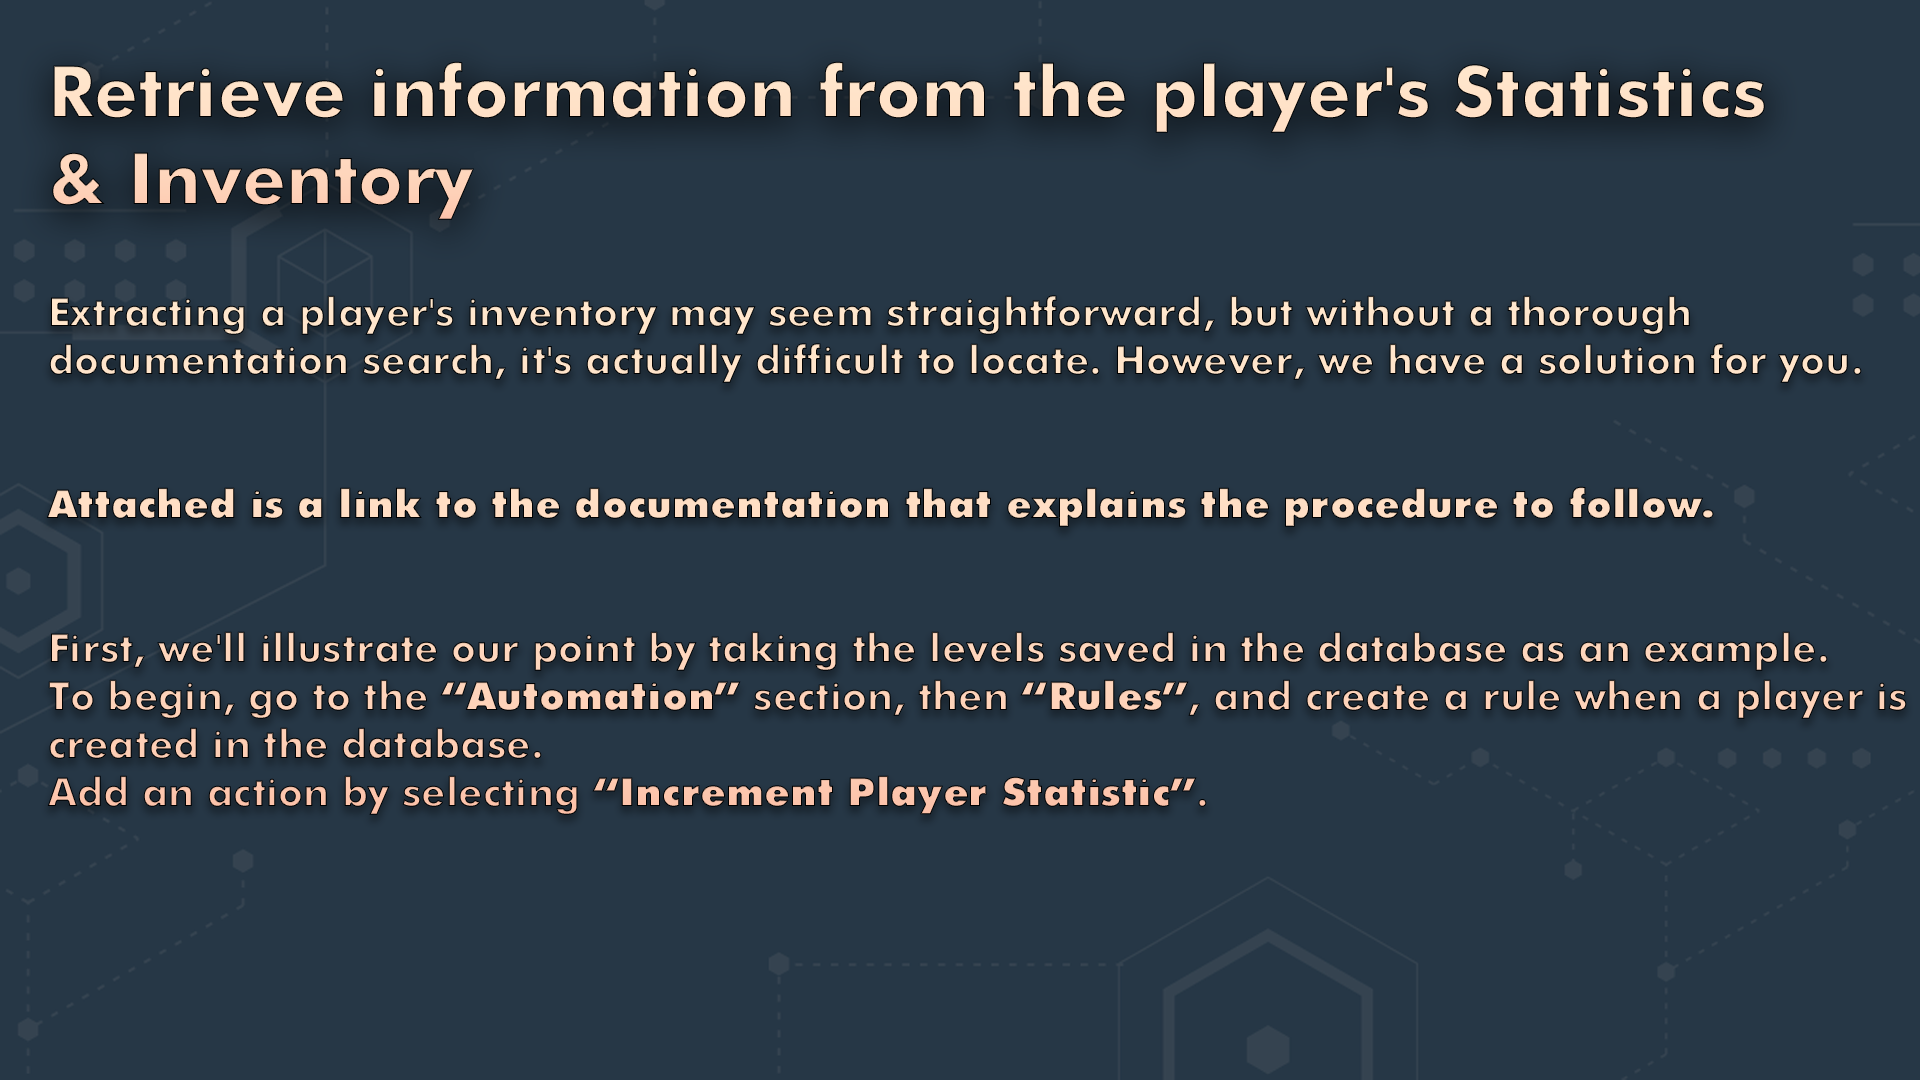 Retrieve information from the player's Statistics
& Inventory
Extracting a player's inventory may seem straightforward, but without a thorough
documentation search, it's actually difficult to locate. However, we have a solution for you.
Attached is a link to the documentation that explains the procedure to follow.
First, we'll illustrate our point by taking the levels saved in the database as an example.
To begin, go to the “Automation” section, then “Rules”, and create a rule when a player is
created in the database.
Add an action by selecting “Increment Player Statistic”.